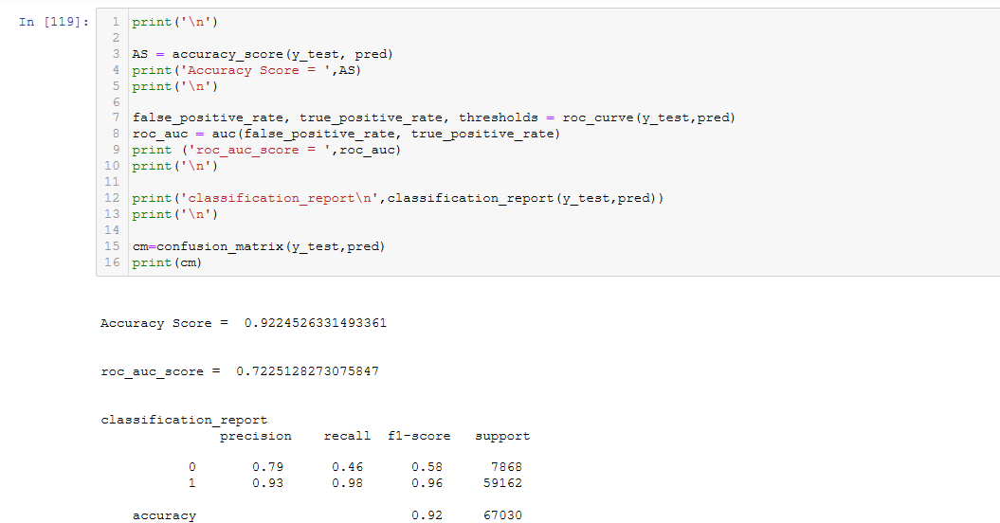 In [119]:
1 print('\n')
2
3 AS = accuracy_score(y_test, pred)
4 print('Accuracy Score = ',AS)
5 print('\n')
6
7 false_positive_rate, true_positive_rate, thresholds = roc_curve(y_test,pred)
8 roc_auc = auc(false_positive_rate, true_positive_rate)
9 print ('roc_auc_score = ',roc_auc)
10 print('\n')
11
12 print('classification_report\n',classification_report(y_test,pred))
13 print('\n')
14
15 cm=confusion_matrix(y_test,pred)
16 print(cm)
Accuracy Score =  0.9224526331493361
roc_auc_score =  0.7225128273075847
classification_report
precision    recall  f1-score   support
0       0.79      0.46      0.58      7868
1       0.93      0.98      0.96     59162
accuracy                           0.92     67030